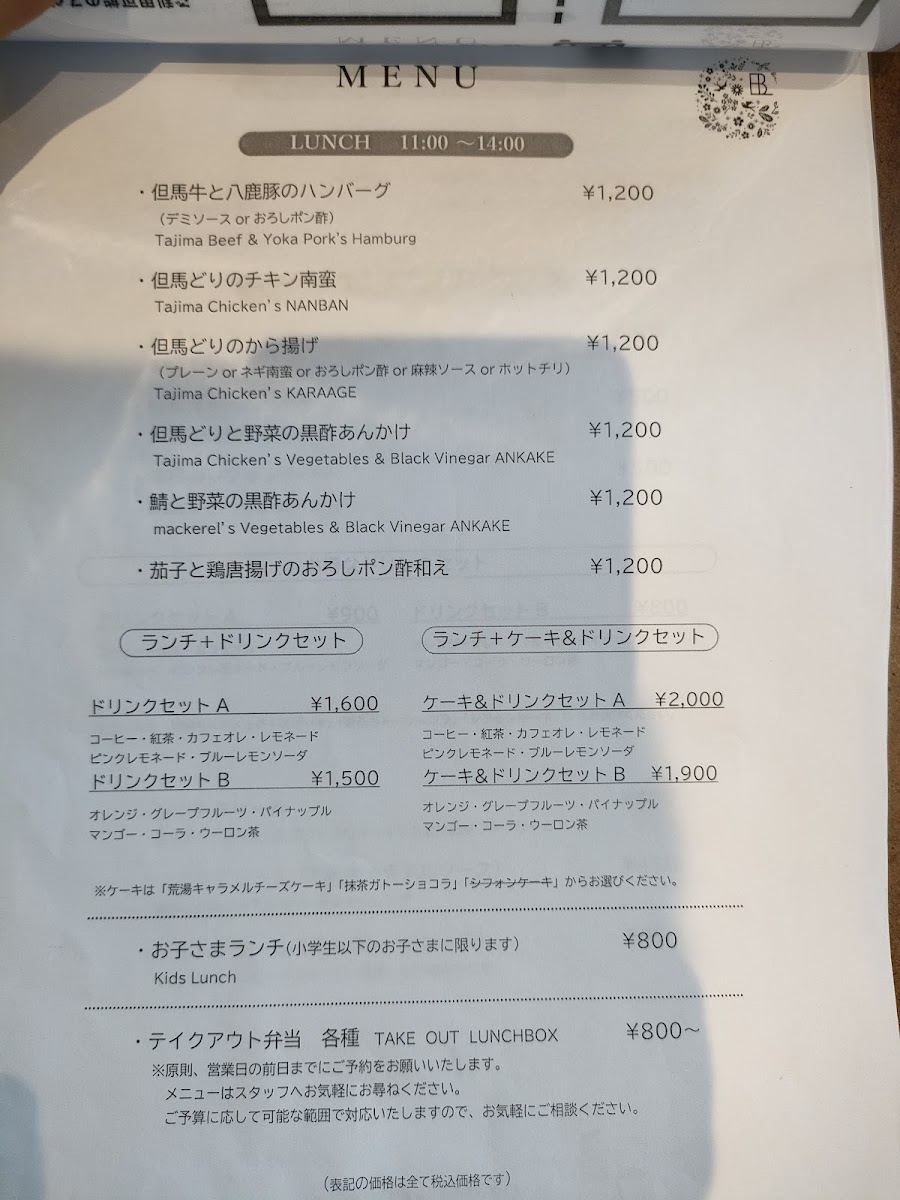 MENU
LUNCH 11:00 ～14:00
・但馬牛と八鹿豚のハンバーグ ¥1,200
（デミソース or おろしポン酢）
Tajima Beef & Yoka Pork's Hamburg
・但馬どりのチキン南蛮 ¥1,200
Tajima Chicken's NANBAN
・但馬どりのから揚げ ¥1,200
（プレーン or ネギ南蛮 or おろしポン酢 or 麻辣ソース or ホットチリ）
Tajima Chicken's KARAAGE
・但馬どりと野菜の黒酢あんかけ ¥1,200
Tajima Chicken's Vegetables & Black Vinegar ANKAKE
・鯖と野菜の黒酢あんかけ ¥1,200
mackerel's Vegetables & Black Vinegar ANKAKE
・茄子と鶏唐揚げのおろしポン酢和え ¥1,200
ランチ＋ドリンクセット
ドリンクセット A ¥1,600
コーヒー・紅茶・カフェオレ・レモネード
ピンクレモネード・ブルーレモンソーダ
ドリンクセット B ¥1,500
オレンジ・グレープフルーツ・パイナップル
マンゴー・コーラ・ウーロン茶
ランチ＋ケーキ&ドリンクセット
ケーキ&ドリンクセット A ¥2,000
コーヒー・紅茶・カフェオレ・レモネード
ピンクレモネード・ブルーレモンソーダ
ケーキ&ドリンクセット B ¥1,900
オレンジ・グレープフルーツ・パイナップル
マンゴー・コーラ・ウーロン茶
※ケーキは「荒湯キャラメルチーズケーキ」「抹茶ガトーショコラ」「シフォンケーキ」からお選びください。
・お子さまランチ(小学生以下のお子さまに限ります) ¥800
Kids Lunch
・テイクアウト弁当 各種 TAKE OUT LUNCHBOX ¥800～
※原則、営業日の前日までにご予約をお願いいたします。
メニューはスタッフへお気軽にお尋ねください。
ご予算に応じて可能な範囲で対応いたしますので、お気軽にご相談ください。
（表記の価格は全て税込価格です）